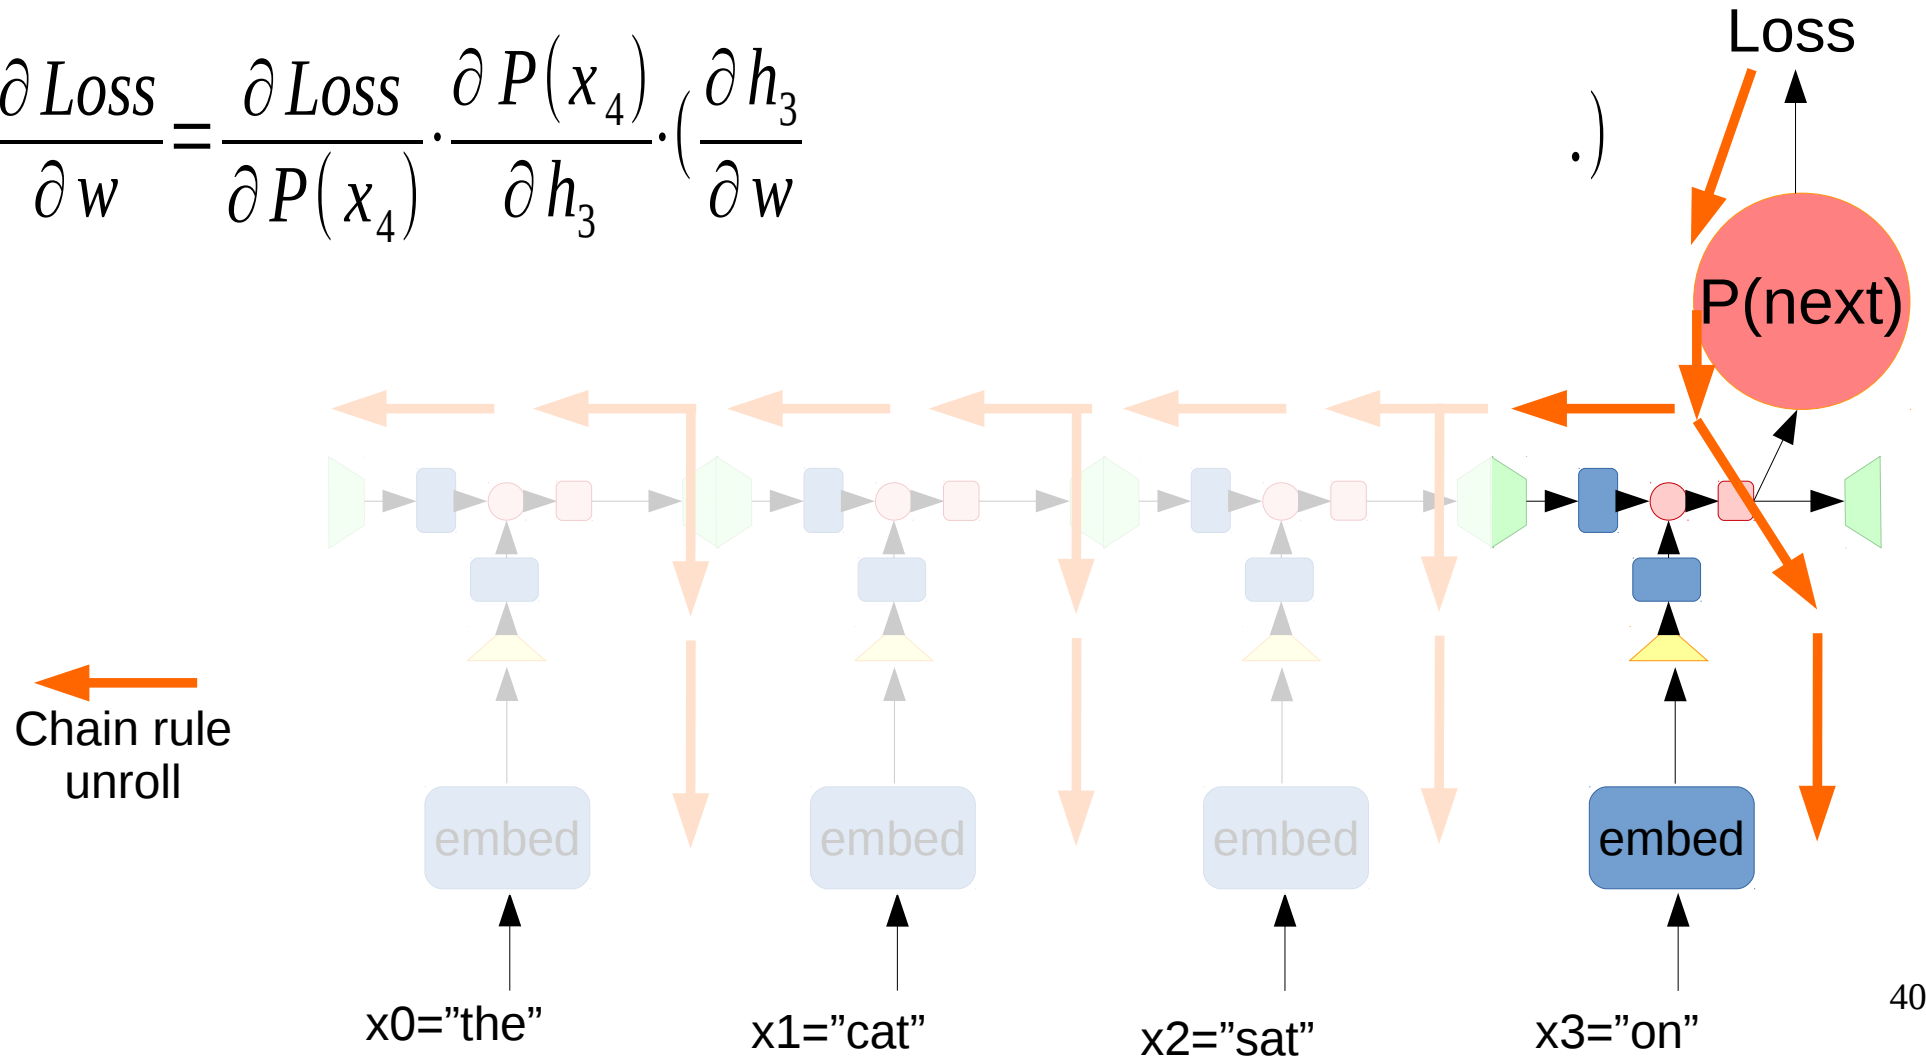 Loss
∂Loss/∂w = ∂Loss/∂P(x₄) · ∂P(x₄)/∂h₃ · (∂h₃/∂w .)
P(next)
Chain rule
unroll
embed embed embed embed
x0=”the” x1=”cat” x2=”sat” x3=”on”
40